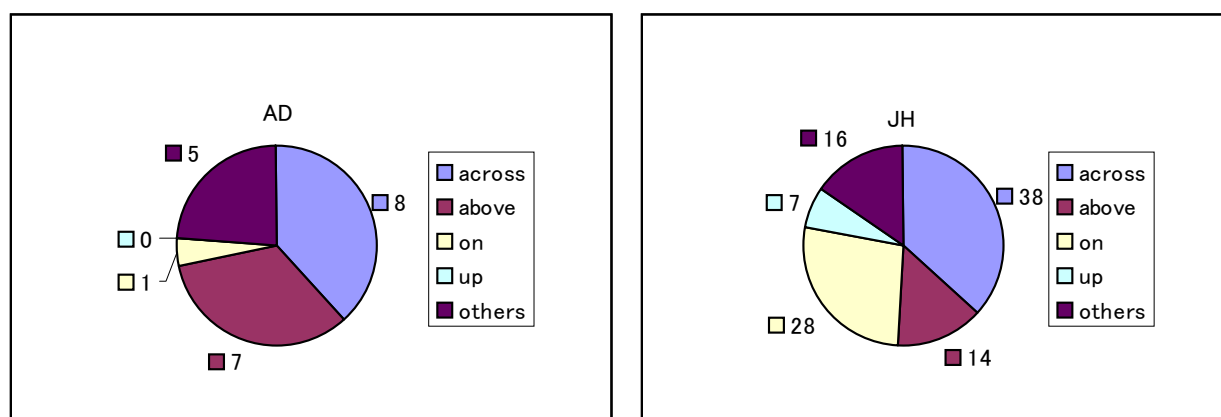 AD
5
8
0
1
7
across
above
on
up
others
JH
16
38
7
28
14
across
above
on
up
others